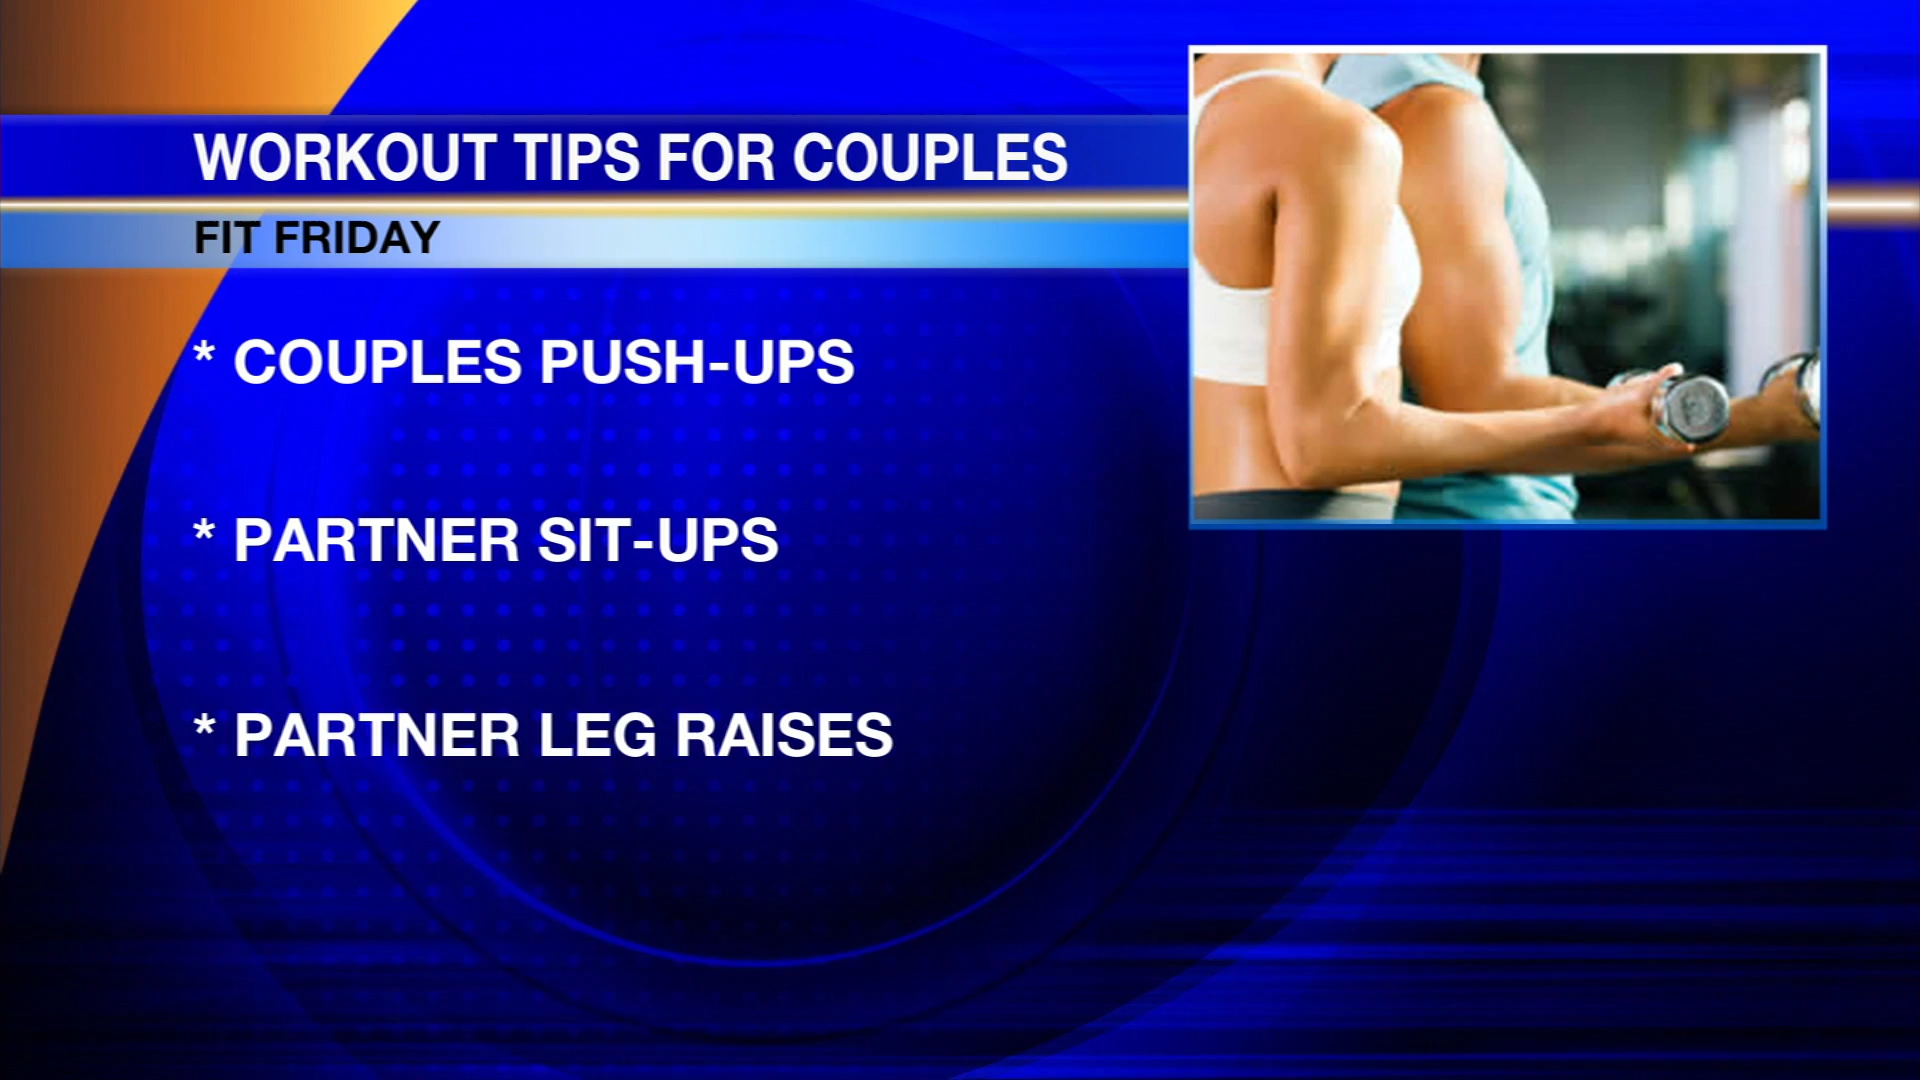 WORKOUT TIPS FOR COUPLES
FIT FRIDAY
* COUPLES PUSH-UPS
* PARTNER SIT-UPS
* PARTNER LEG RAISES